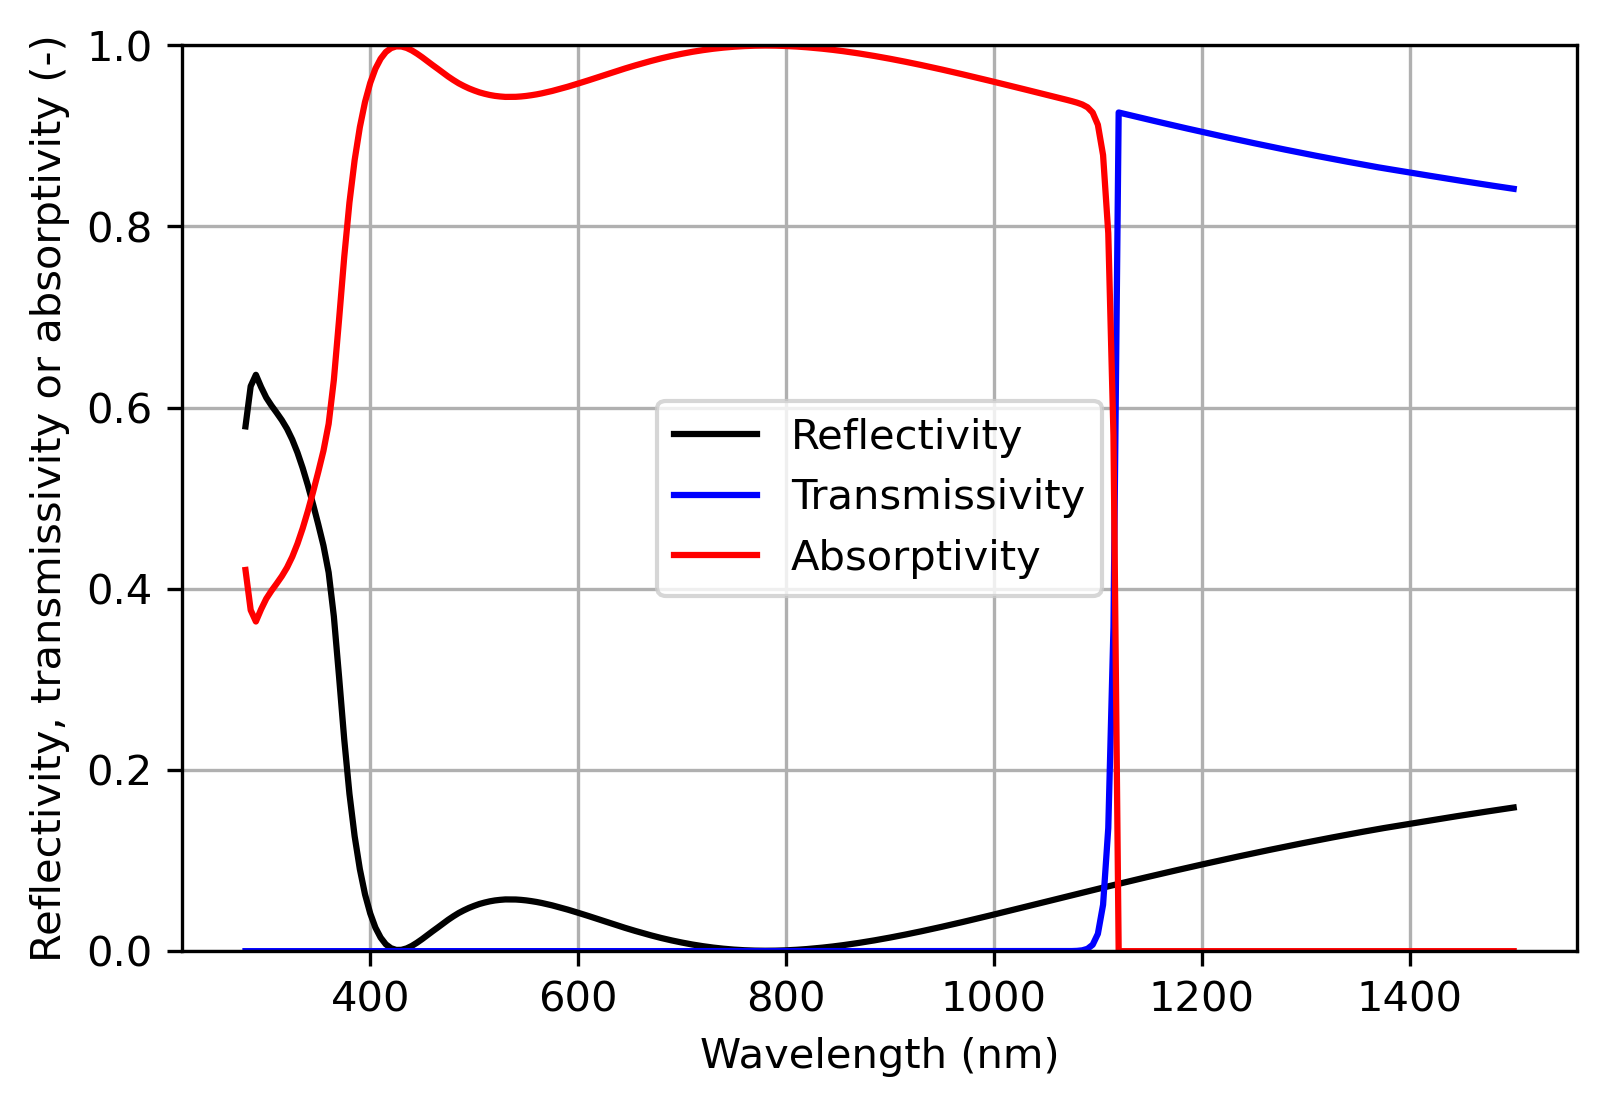 Reflectivity, transmissivity or absorptivity (-)
1.0
0.8
0.6
0.4
0.2
0.0
Reflectivity
Transmissivity
Absorptivity
400 600 800 1000 1200 1400
Wavelength (nm)